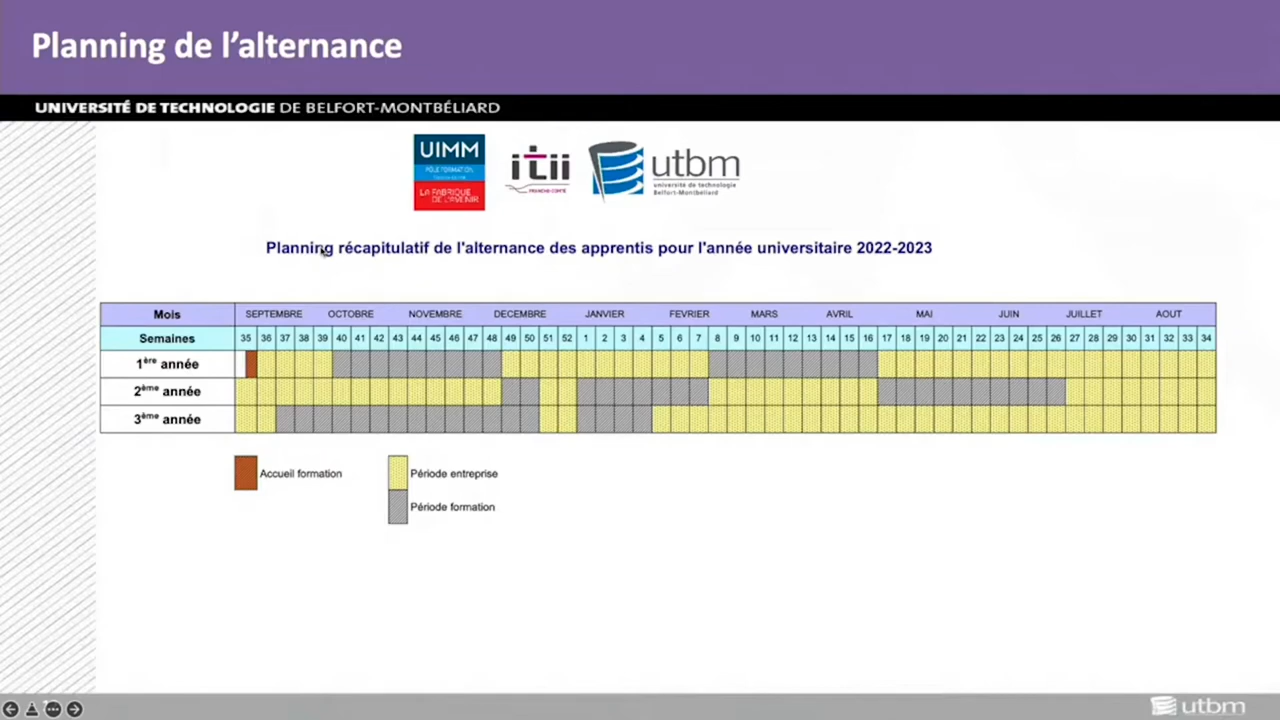 Planning de l’alternance
UNIVERSITÉ DE TECHNOLOGIE DE BELFORT-MONTBÉLIARD
UIMM
PÔLE FORMATION
LA FABRIQUE
DE L'AVENIR
itii
FRANCHE-COMTÉ
utbm
université de technologie
Belfort-Montbéliard
Planning récapitulatif de l'alternance des apprentis pour l'année universitaire 2022-2023
Mois SEPTEMBRE OCTOBRE NOVEMBRE DECEMBRE JANVIER FEVRIER MARS AVRIL MAI JUIN JUILLET AOUT
Semaines 35 36 37 38 39 40 41 42 43 44 45 46 47 48 49 50 51 52 1 2 3 4 5 6 7 8 9 10 11 12 13 14 15 16 17 18 19 20 21 22 23 24 25 26 27 28 29 30 31 32 33 34
1ère année
2ème année
3ème année
Accueil formation Période entreprise
Période formation
utbm